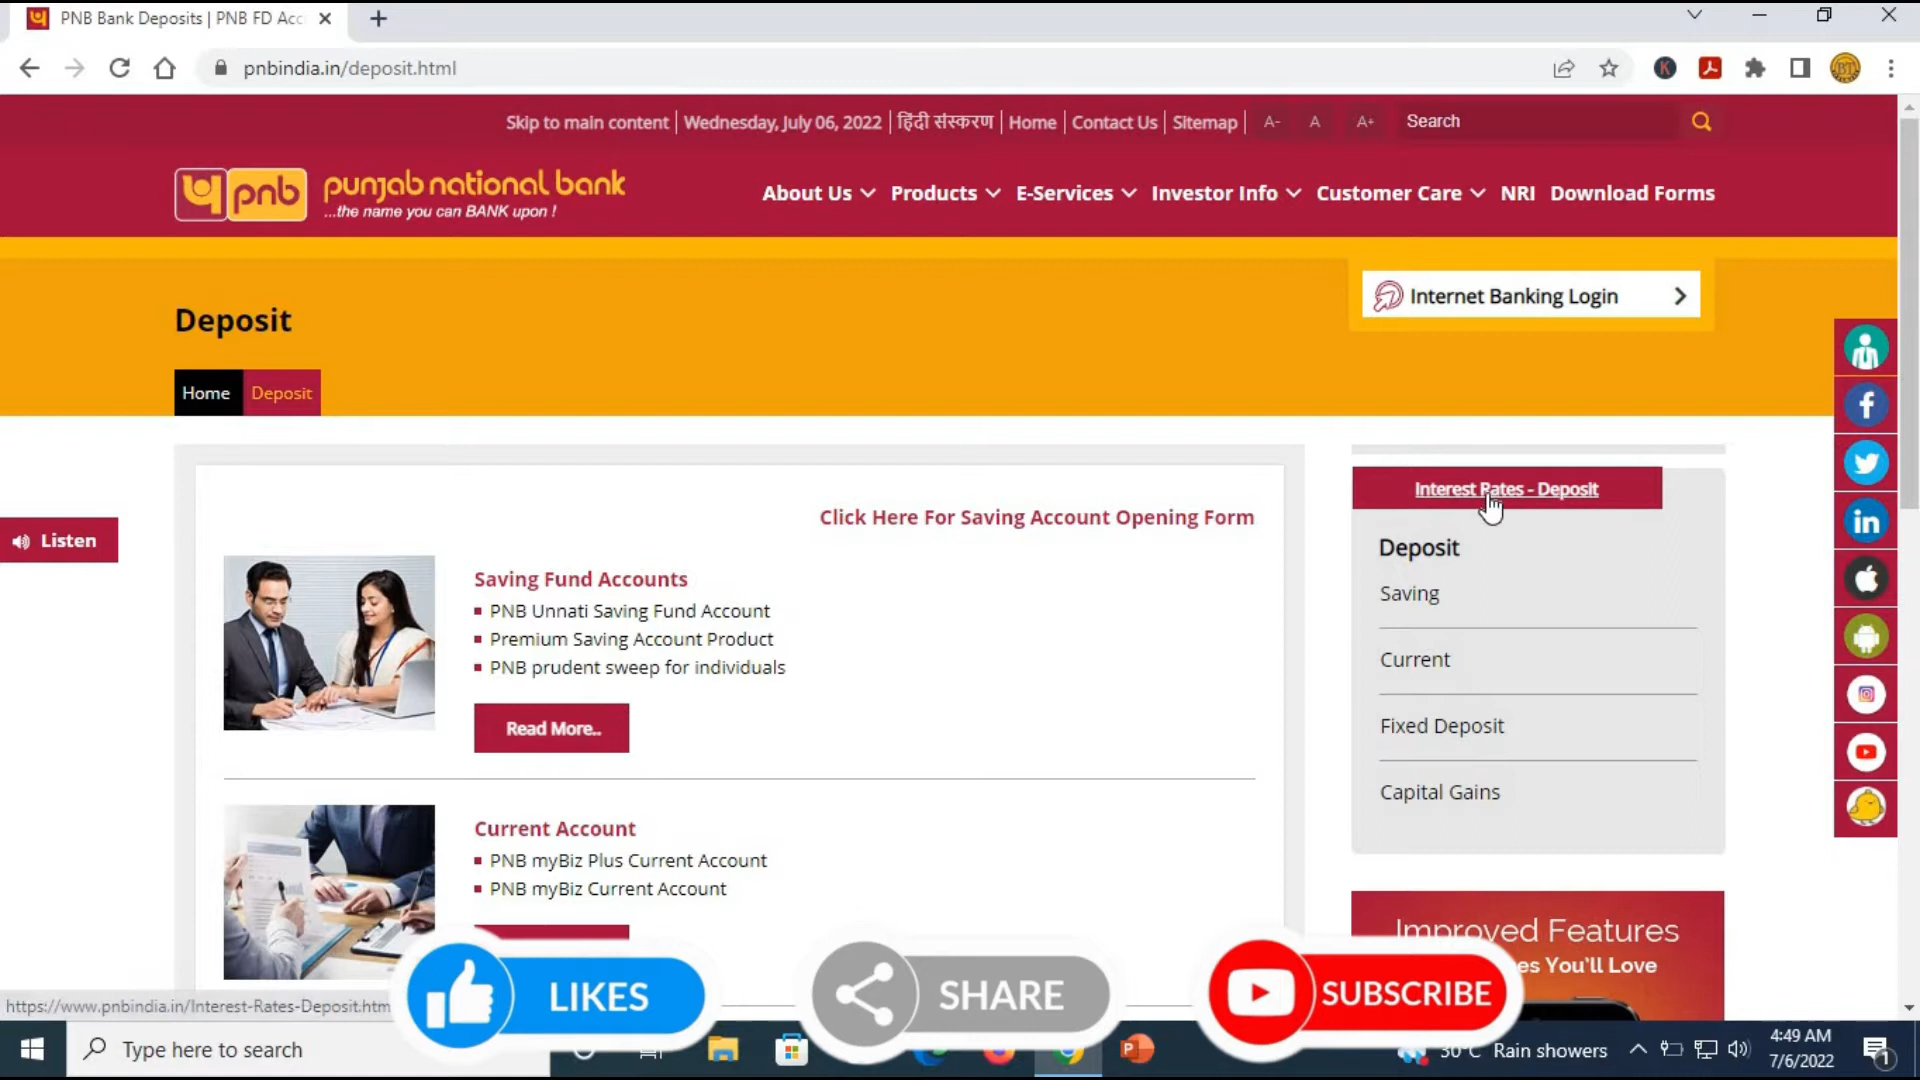 PNB Bank Deposits | PNB FD Acc
pnbindia.in/deposit.html
Skip to main content | Wednesday, July 06, 2022 | हिंदी संस्करण | Home | Contact Us | Sitemap | A- A A+ Search
pnb punjab national bank
...the name you can BANK upon !
About Us Products E-Services Investor Info Customer Care NRI Download Forms
Internet Banking Login
Deposit
Home Deposit
Interest Rates - Deposit
Click Here For Saving Account Opening Form
Listen
Deposit
Saving Fund Accounts
PNB Unnati Saving Fund Account
Premium Saving Account Product
PNB prudent sweep for individuals
Read More..
Saving
Current
Fixed Deposit
Capital Gains
Current Account
PNB myBiz Plus Current Account
PNB myBiz Current Account
Improved Features
es You'll Love
LIKES SHARE SUBSCRIBE
https://www.pnbindia.in/Interest-Rates-Deposit.htm
Type here to search
30°C Rain showers
4:49 AM
7/6/2022
1